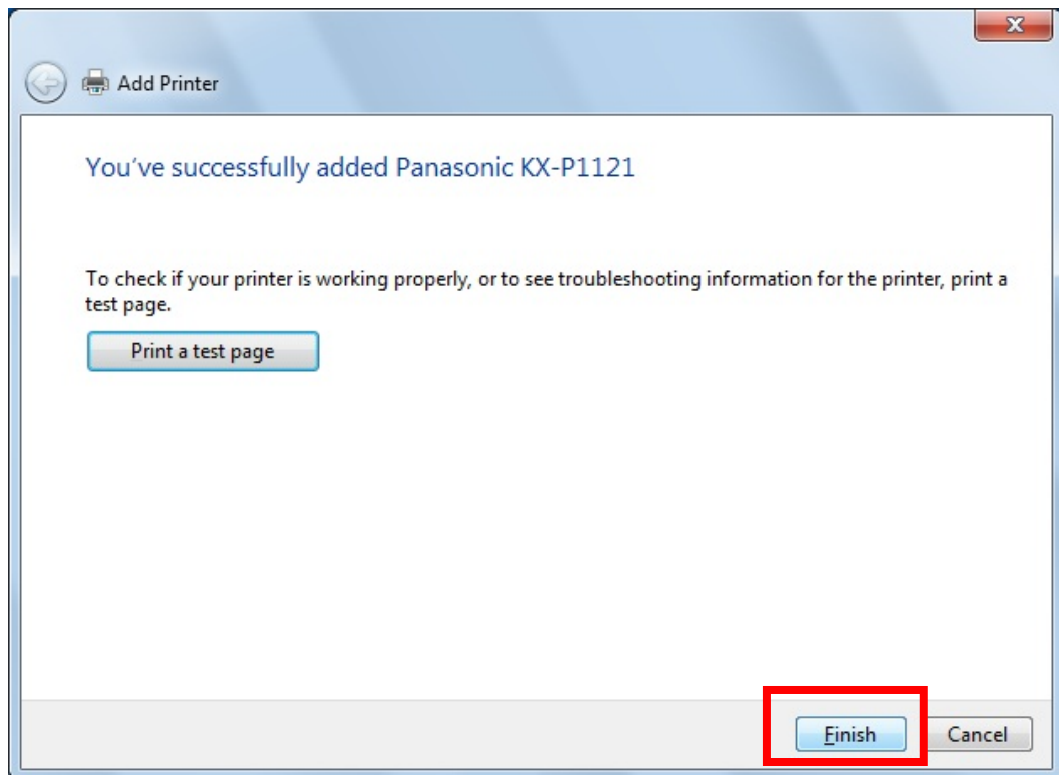 Add Printer
You've successfully added Panasonic KX-P1121
To check if your printer is working properly, or to see troubleshooting information for the printer, print a
test page.
Print a test page
Finish
Cancel